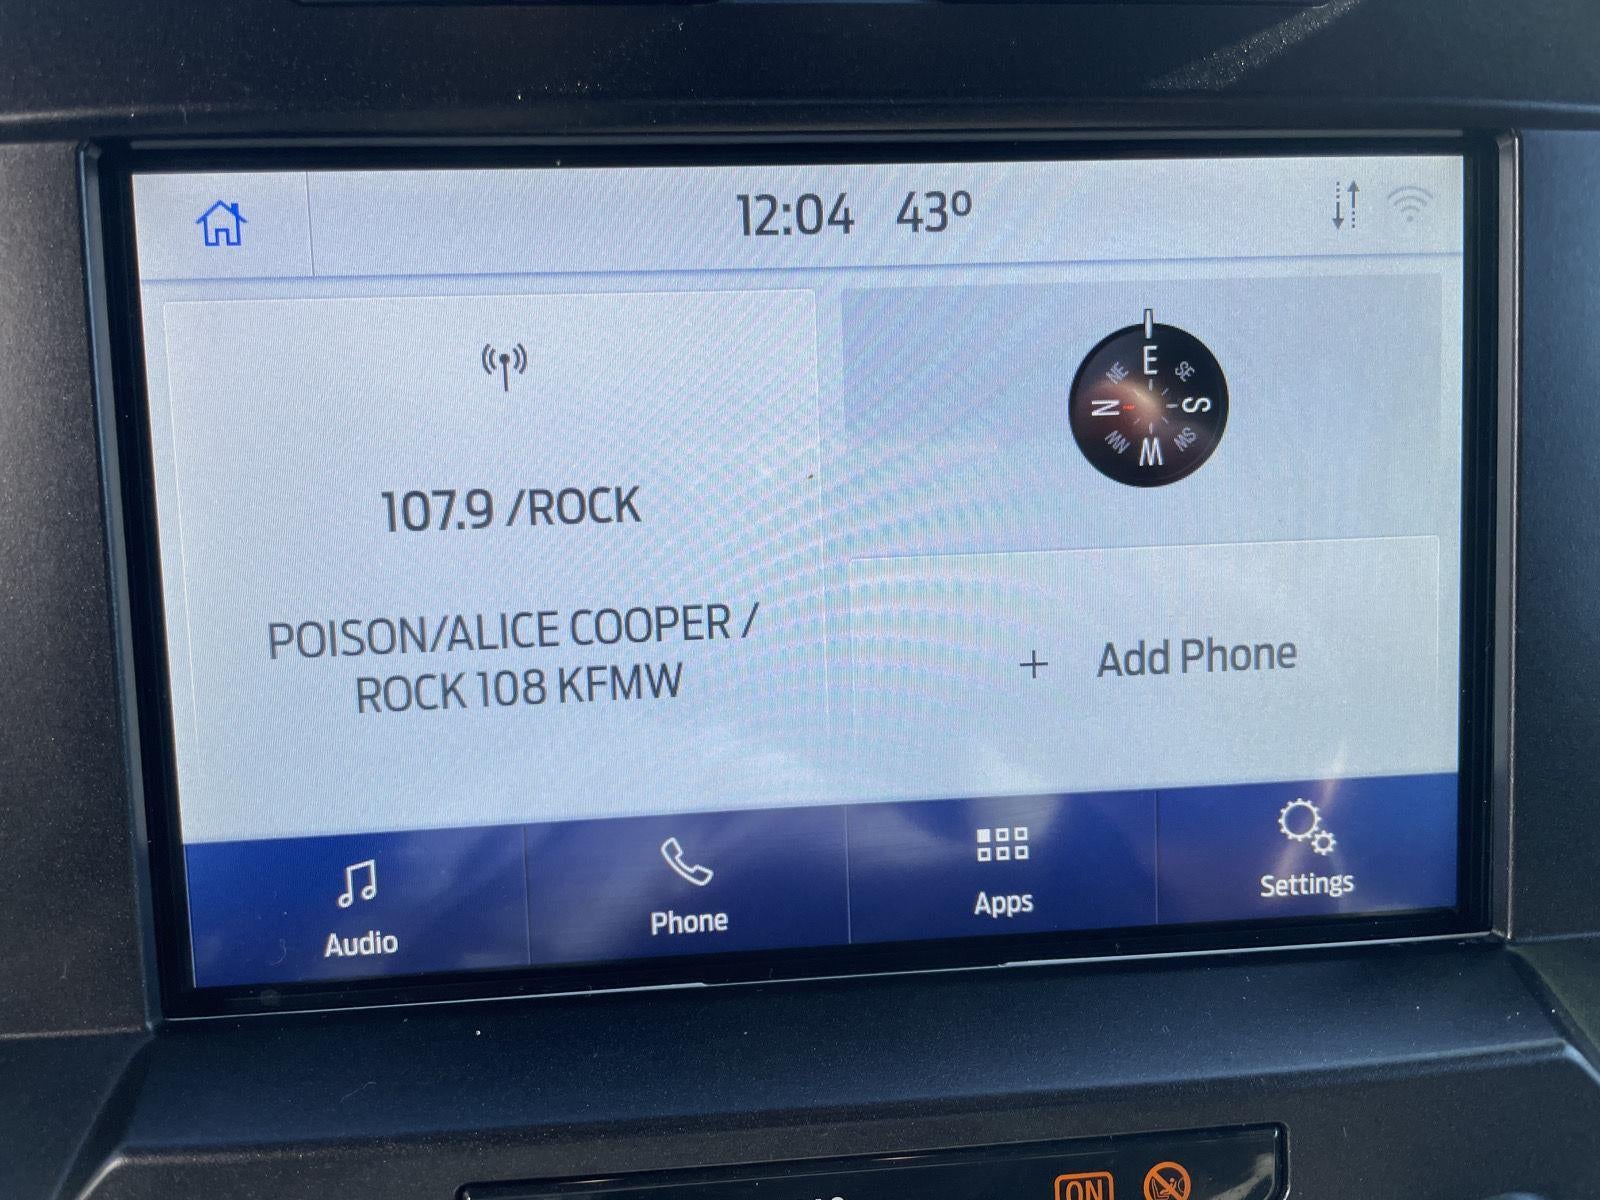 12:04 43º
107.9 /ROCK
POISON/ALICE COOPER /
ROCK 108 KFMW
E
NE SE
N S
NW SW
W
+ Add Phone
Audio
Phone
Apps
Settings
ON